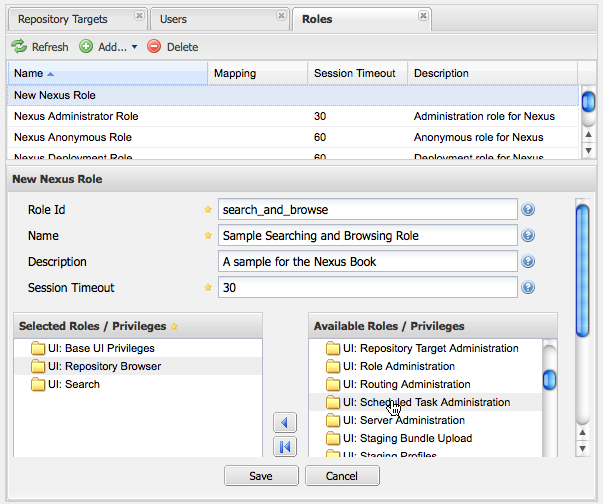 Repository Targets Users Roles
Refresh Add... Delete
Name Mapping Session Timeout Description
New Nexus Role
Nexus Administrator Role 30 Administration role for Nexus
Nexus Anonymous Role 60 Anonymous role for Nexus
Nexus Deployment Role 60 Deployment role for Nexus
New Nexus Role
Role Id search_and_browse
Name Sample Searching and Browsing Role
Description A sample for the Nexus Book
Session Timeout 30
Selected Roles / Privileges
UI: Base UI Privileges
UI: Repository Browser
UI: Search
Available Roles / Privileges
UI: Repository Target Administration
UI: Role Administration
UI: Routing Administration
UI: Scheduled Task Administration
UI: Server Administration
UI: Staging Bundle Upload
UI: Staging Profiles
Save Cancel